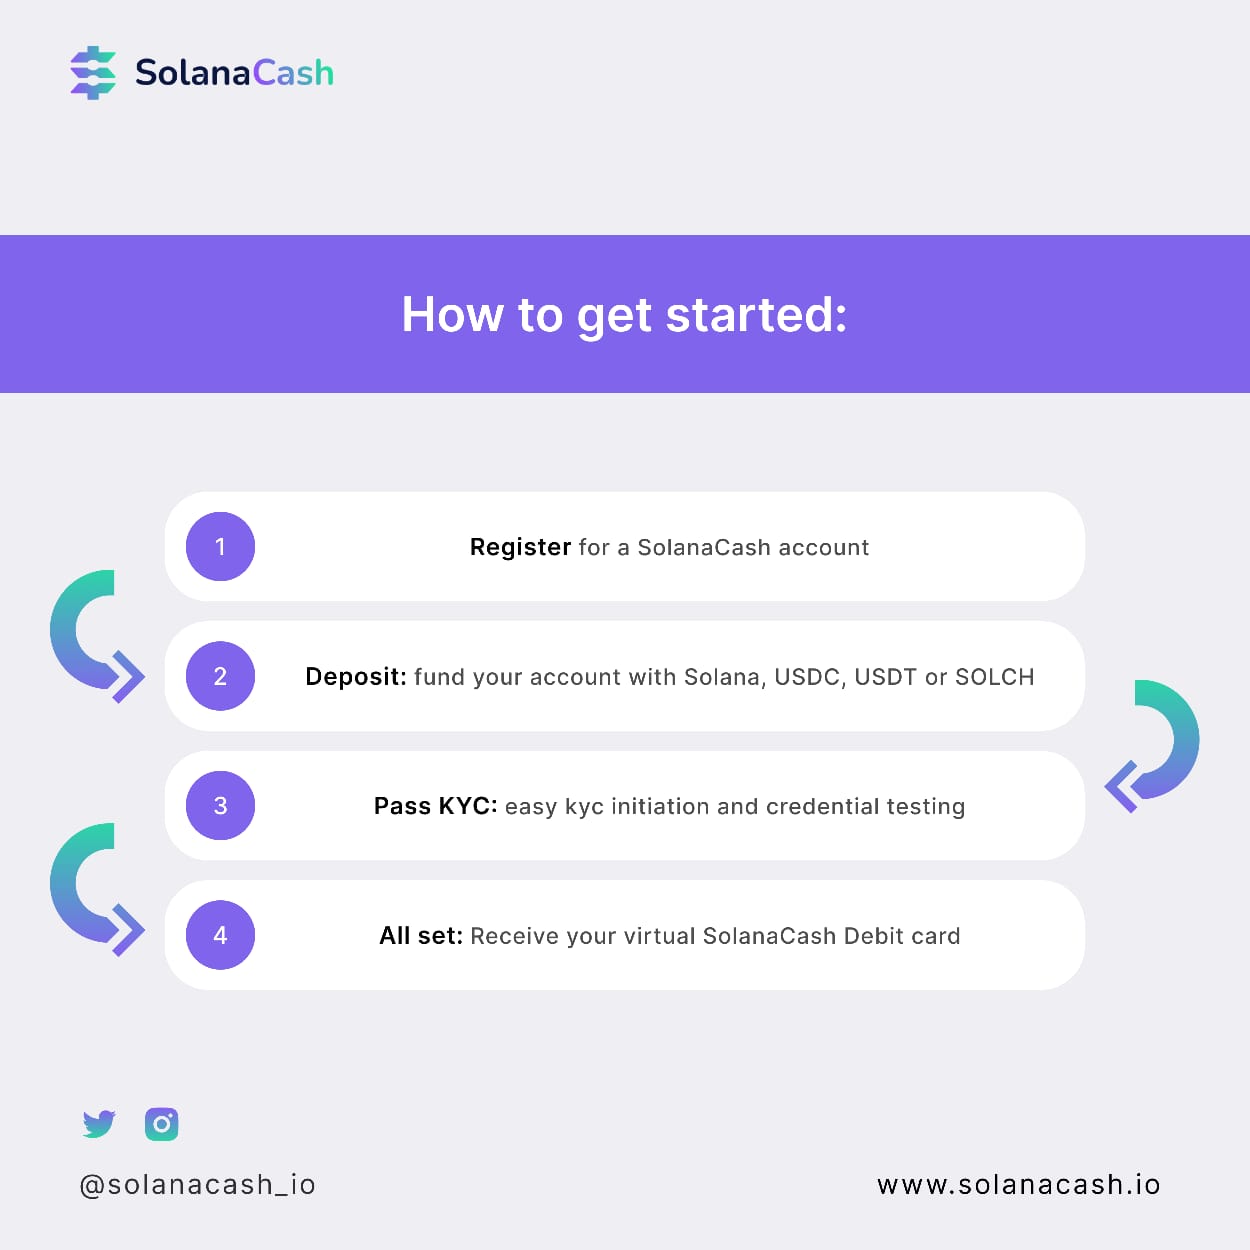 SolanaCash
How to get started:
1
Register for a SolanaCash account
2
Deposit: fund your account with Solana, USDC, USDT or SOLCH
3
Pass KYC: easy kyc initiation and credential testing
4
All set: Receive your virtual SolanaCash Debit card
@solanacash_io
www.solanacash.io